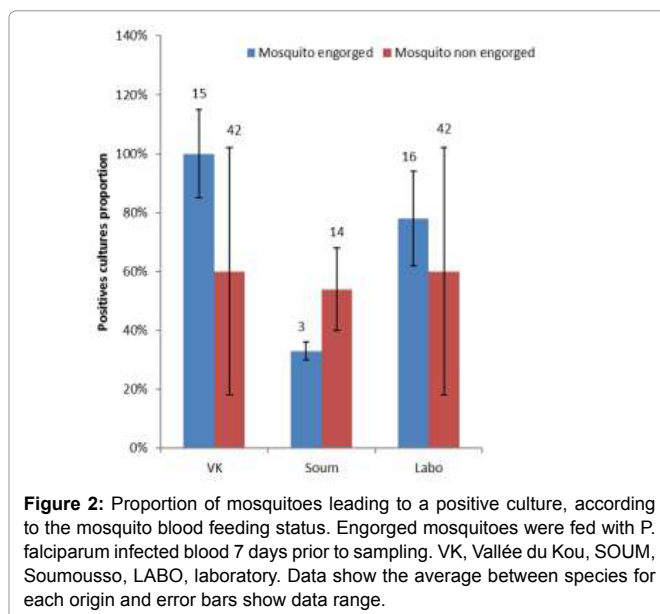 140%
Mosquito engorged Mosquito non engorged
120%
15
42
16
42
100%
80%
14
60%
40%
3
20%
0%
Positives cultures proportion
VK Soum Labo
Figure 2: Proportion of mosquitoes leading to a positive culture, according
to the mosquito blood feeding status. Engorged mosquitoes were fed with P.
falciparum infected blood 7 days prior to sampling. VK, Vallée du Kou, SOUM,
Soumousso, LABO, laboratory. Data show the average between species for
each origin and error bars show data range.